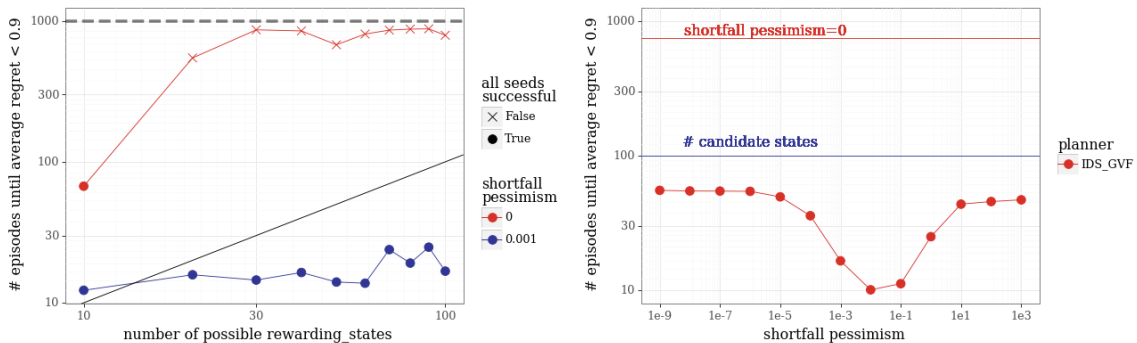 # episodes until average regret < 0.9
1000
300
100
30
10
10
30
100
number of possible rewarding_states
all seeds
successful
False
True
shortfall
pessimism
0
0.001
# episodes until average regret < 0.9
1000
300
100
30
10
shortfall pessimism=0
# candidate states
1e-9
1e-7
1e-5
1e-3
1e-1
1e1
1e3
shortfall pessimism
planner
IDS_GVF